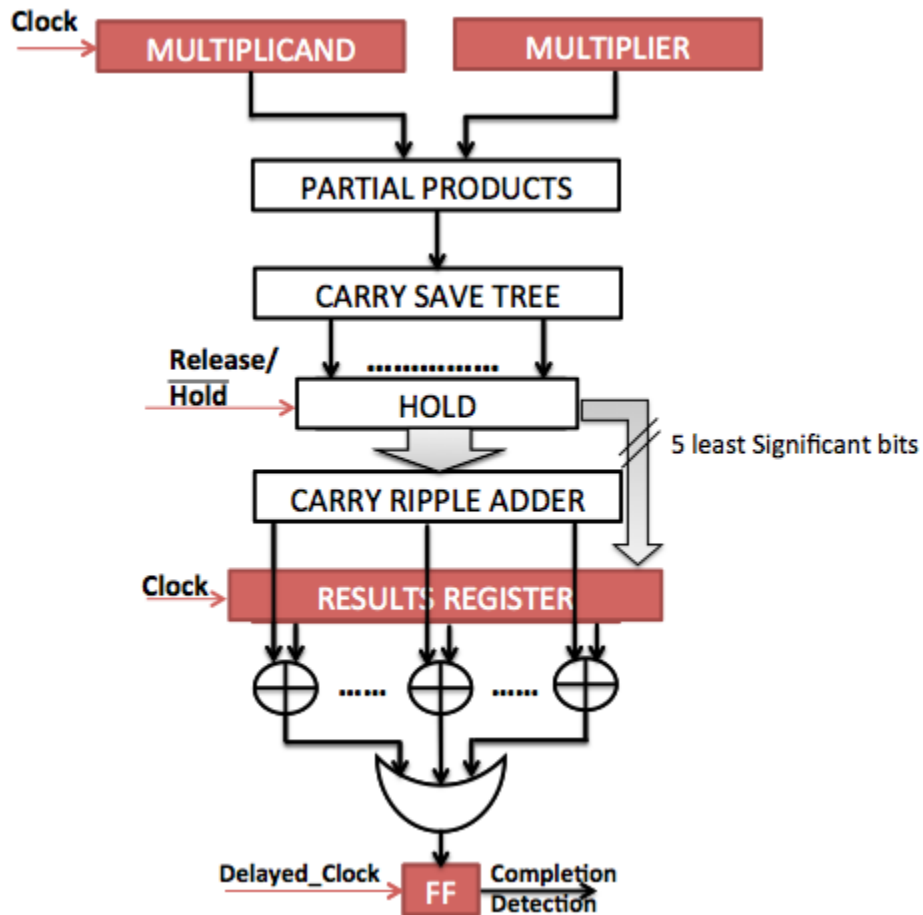 Clock
MULTIPLICAND
MULTIPLIER
PARTIAL PRODUCTS
CARRY SAVE TREE
Release/
Hold
................
HOLD
5 least Significant bits
CARRY RIPPLE ADDER
Clock
RESULTS REGISTER
...... ......
Delayed_Clock
FF
Completion
Detection